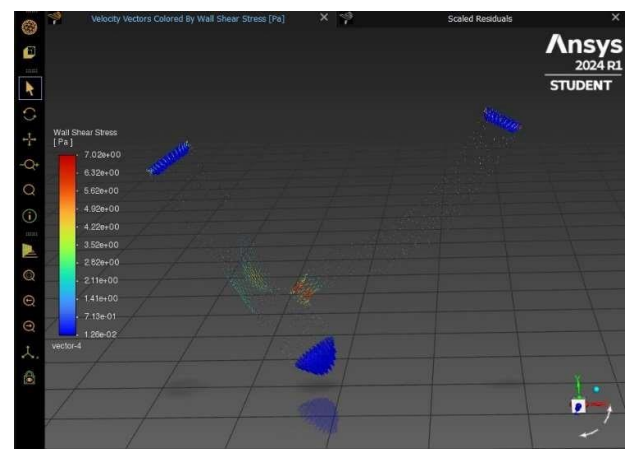 Velocity Vectors Colored By Wall Shear Stress [Pa]
Scaled Residuals
Ansys
2024 R1
STUDENT
Wall Shear Stress
[ Pa ]
7.02e+00
6.32e+00
5.62e+00
4.92e+00
4.22e+00
3.52e+00
2.82e+00
2.11e+00
1.41e+00
7.13e-01
1.26e-02
vector-4